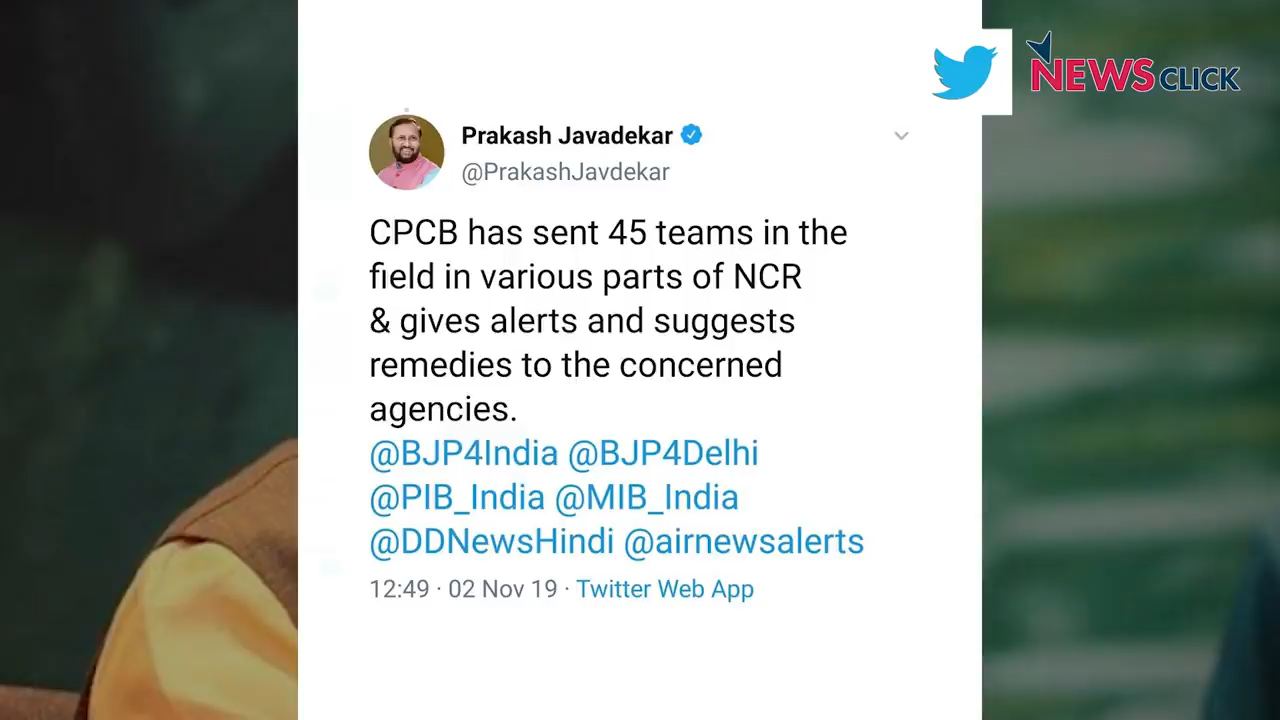 NEWSCLICK
Prakash Javadekar
@PrakashJavdekar
CPCB has sent 45 teams in the
field in various parts of NCR
& gives alerts and suggests
remedies to the concerned
agencies.
@BJP4India @BJP4Delhi
@PIB_India @MIB_India
@DDNewsHindi @airnewsalerts
12:49 · 02 Nov 19 · Twitter Web App